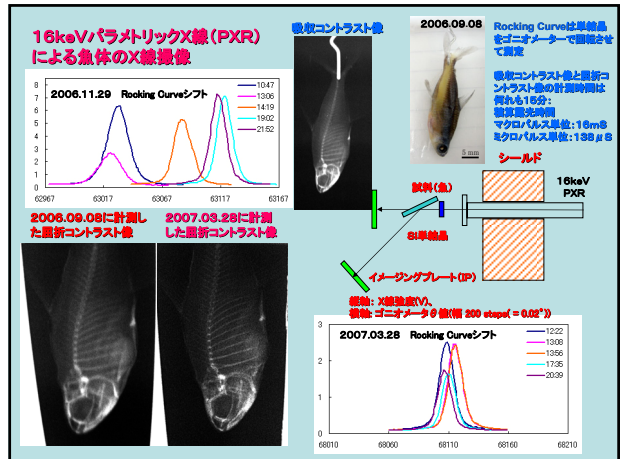 16keVパラメトリックX線(PXR)
による魚体のX線撮像
吸収コントラスト像
2006.09.08
Rocking Curveは単結晶
をゴニオメーターで回転させ
て測定
吸収コントラスト像と屈折コ
ントラスト像の計測時間は
何れも15分:
積算露光時間
マクロパルス単位:16mS
ミクロパルス単位:138μS
5 mm
2006.11.29 Rocking Curveシフト
8
7
6
5
4
3
2
1
0
62967
63017
63067
63117
63167
10:47
13:06
14:19
19:02
21:52
シールド
16keV
PXR
試料(魚)
Si単結晶
イメージングプレート(IP)
2006.09.08に計測し
た屈折コントラスト像
2007.03.28に計測
した屈折コントラスト像
縦軸: X線強度(V)、
横軸: ゴニオメータθ値(幅 200 steps( = 0.02°))
2007.03.28 Rocking Curveシフト
3
2
1
0
68010
68060
68110
68160
68210
12:22
13:08
13:56
17:35
20:39